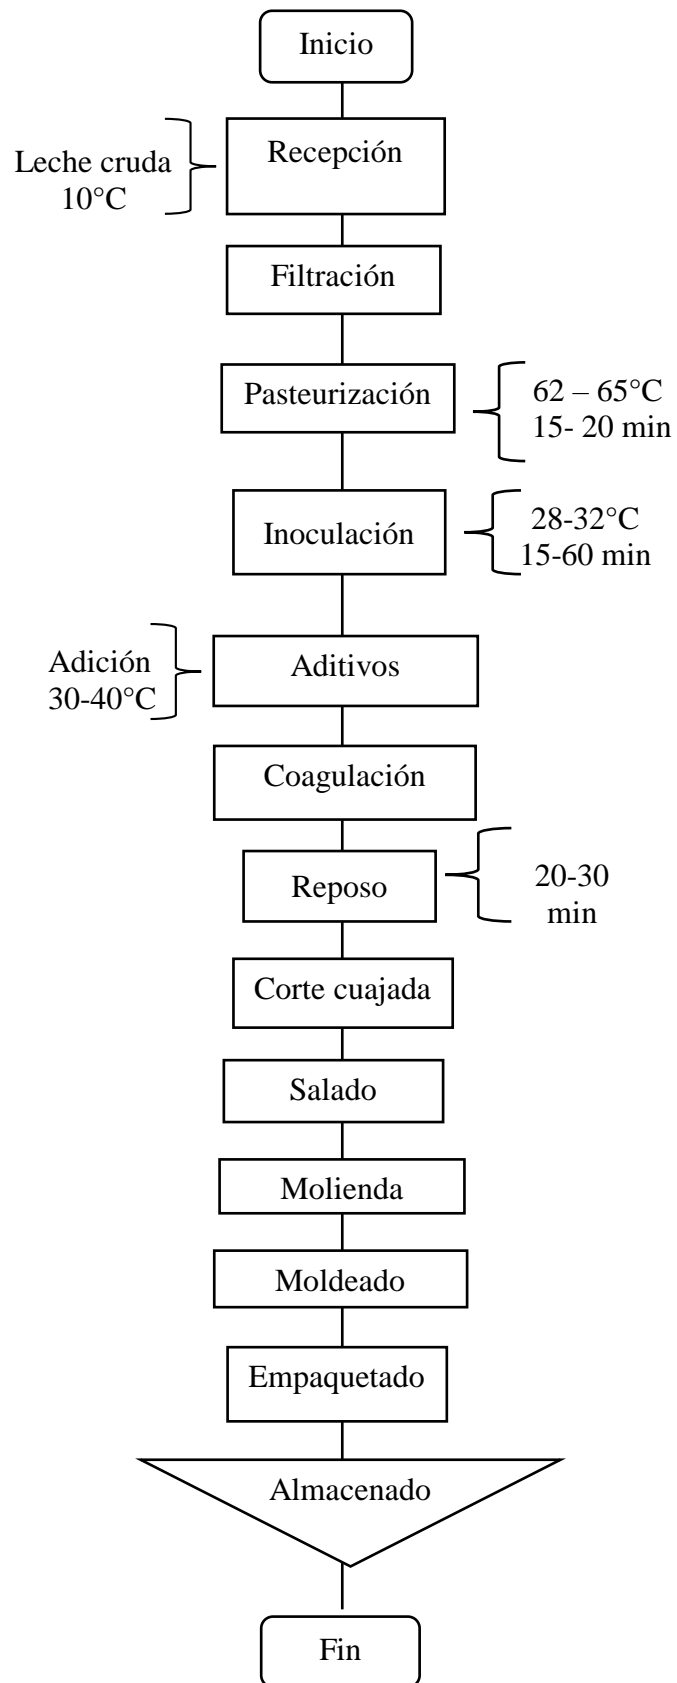 Inicio
Recepción
Leche cruda
10°C
Filtración
Pasteurización
62 – 65°C
15- 20 min
Inoculación
28-32°C
15-60 min
Aditivos
Adición
30-40°C
Coagulación
Reposo
20-30
min
Corte cuajada
Salado
Molienda
Moldeado
Empaquetado
Almacenado
Fin